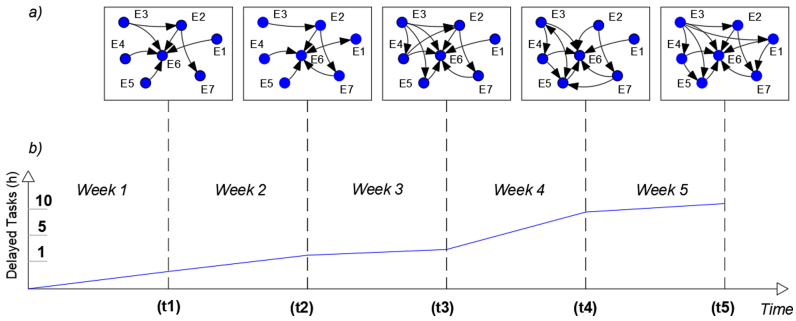 a)
E3 E2 E4 E1 E6 E5 E7
E3 E2 E4 E1 E6 E5 E7
E3 E2 E4 E1 E6 E5 E7
E3 E2 E4 E1 E6 E5 E7
E3 E2 E4 E1 E6 E5 E7
b)
Delayed Tasks (h)
Week 1 Week 2 Week 3 Week 4 Week 5
10
5
1
(t1) (t2) (t3) (t4) (t5) Time